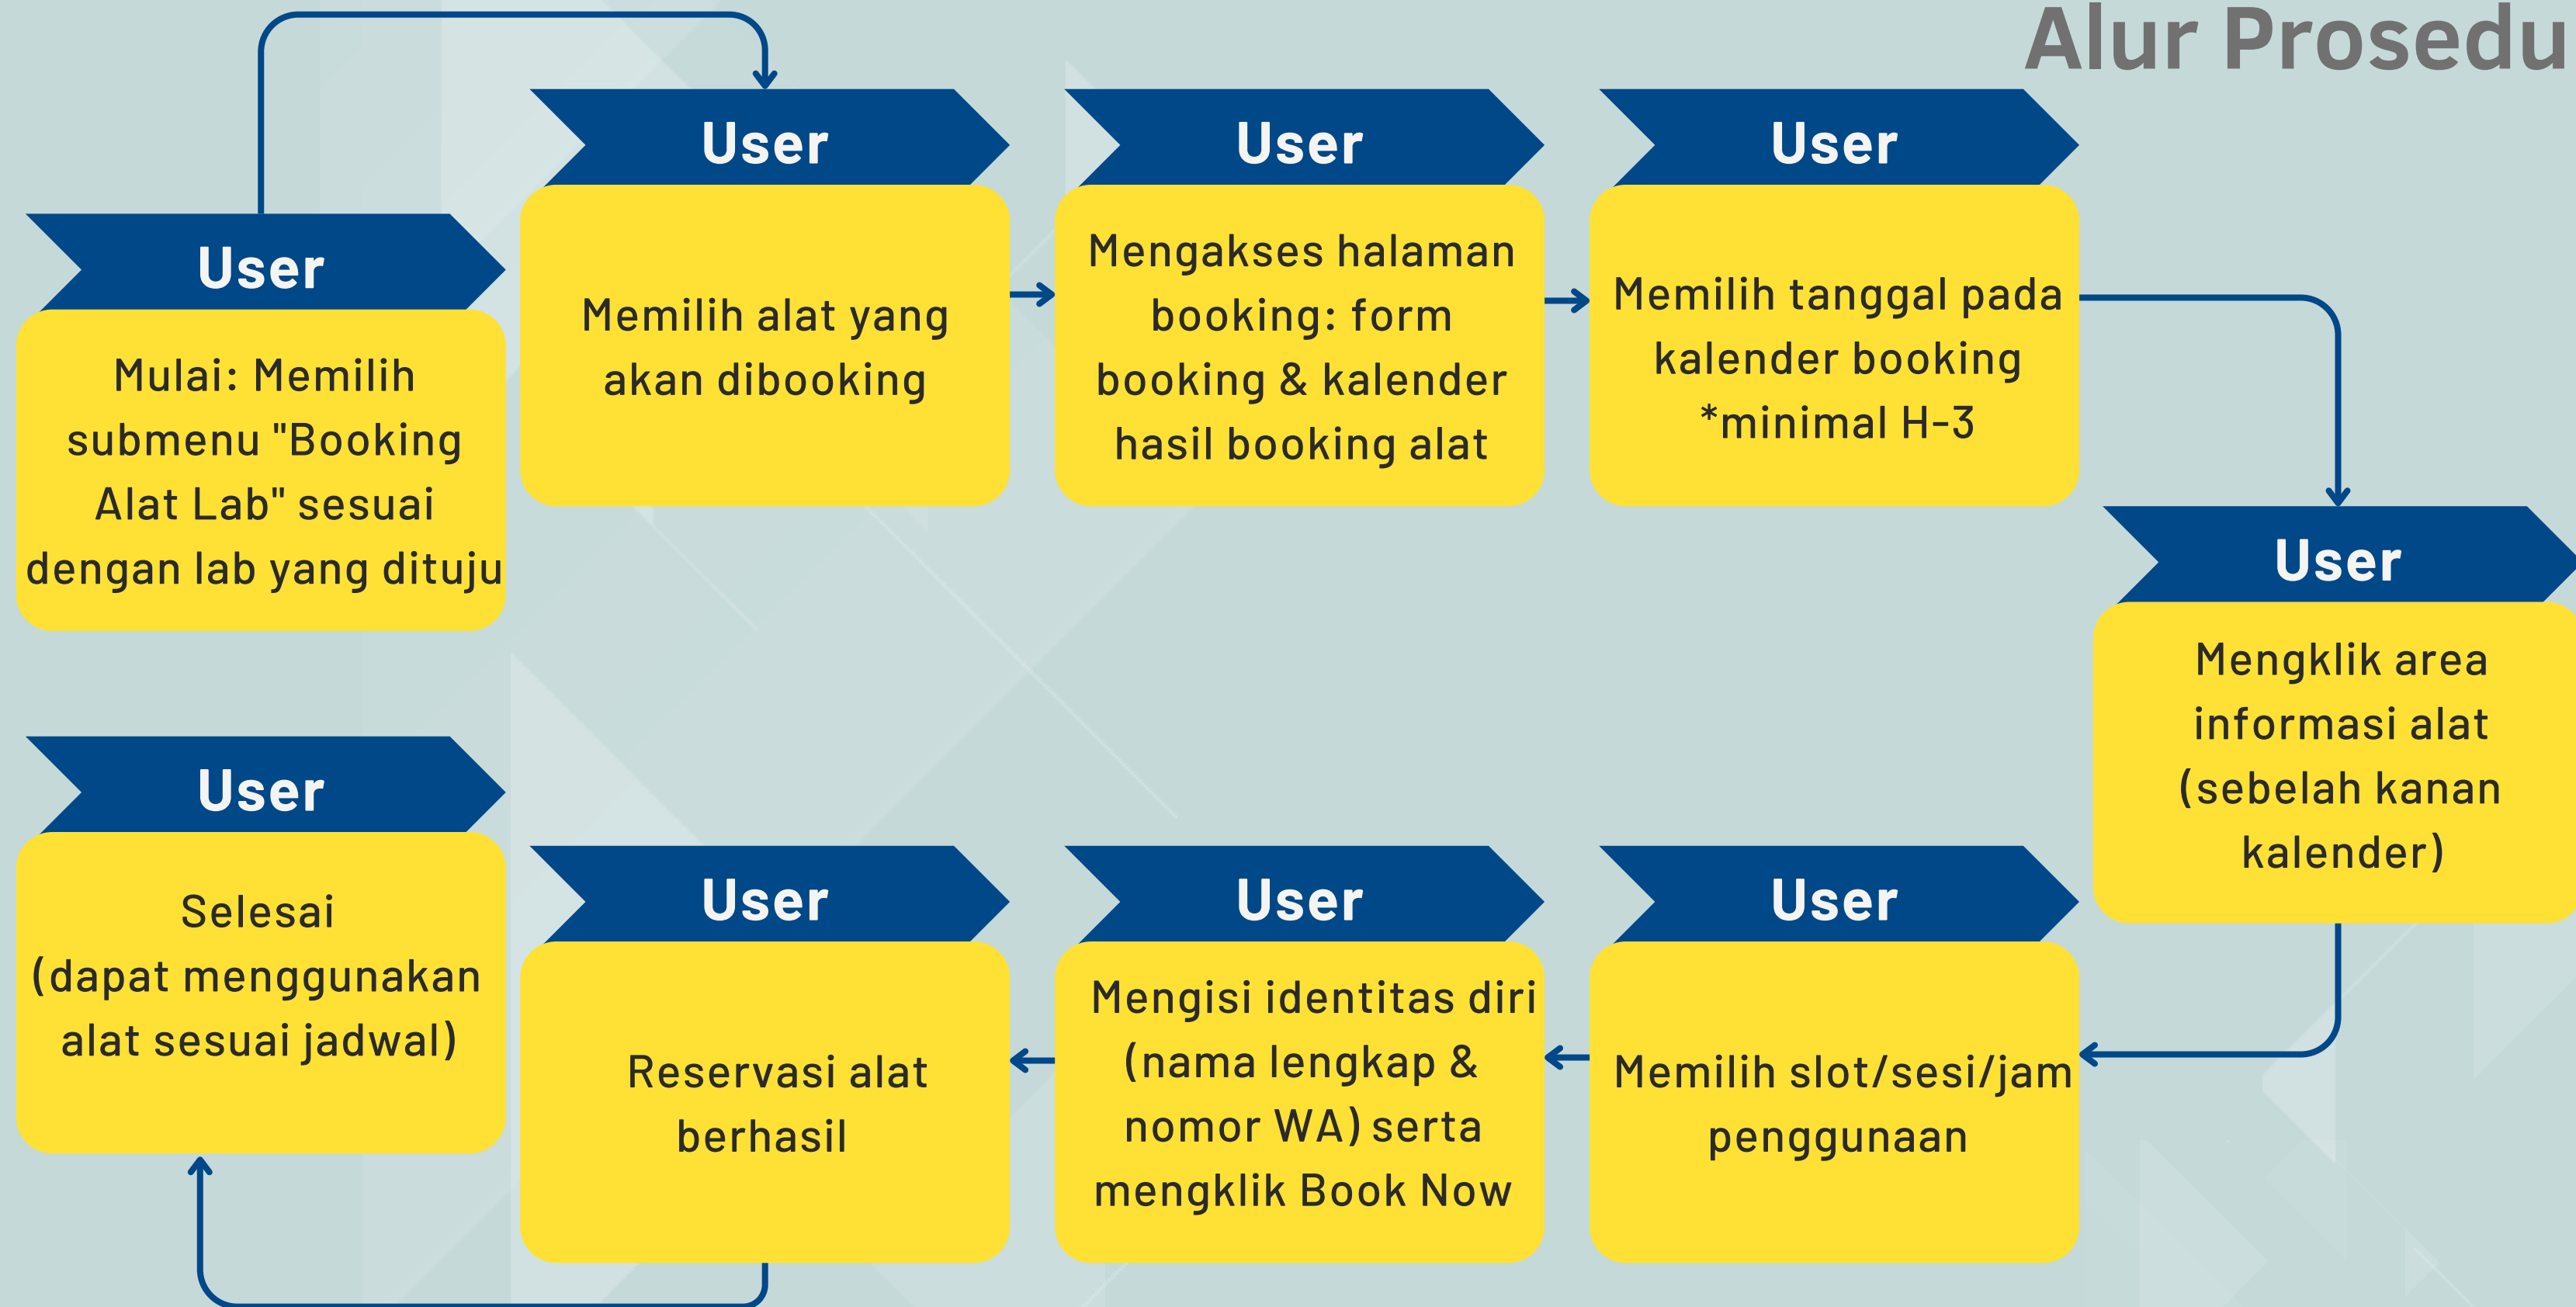 Alur Prosedu
User
Mulai: Memilih
submenu "Booking
Alat Lab" sesuai
dengan lab yang dituju
User
Memilih alat yang
akan dibooking
User
Mengakses halaman
booking: form
booking & kalender
hasil booking alat
User
Memilih tanggal pada
kalender booking
*minimal H-3
User
Mengklik area
informasi alat
(sebelah kanan
kalender)
User
Memilih slot/sesi/jam
penggunaan
User
Mengisi identitas diri
(nama lengkap &
nomor WA) serta
mengklik Book Now
User
Reservasi alat
berhasil
User
Selesai
(dapat menggunakan
alat sesuai jadwal)